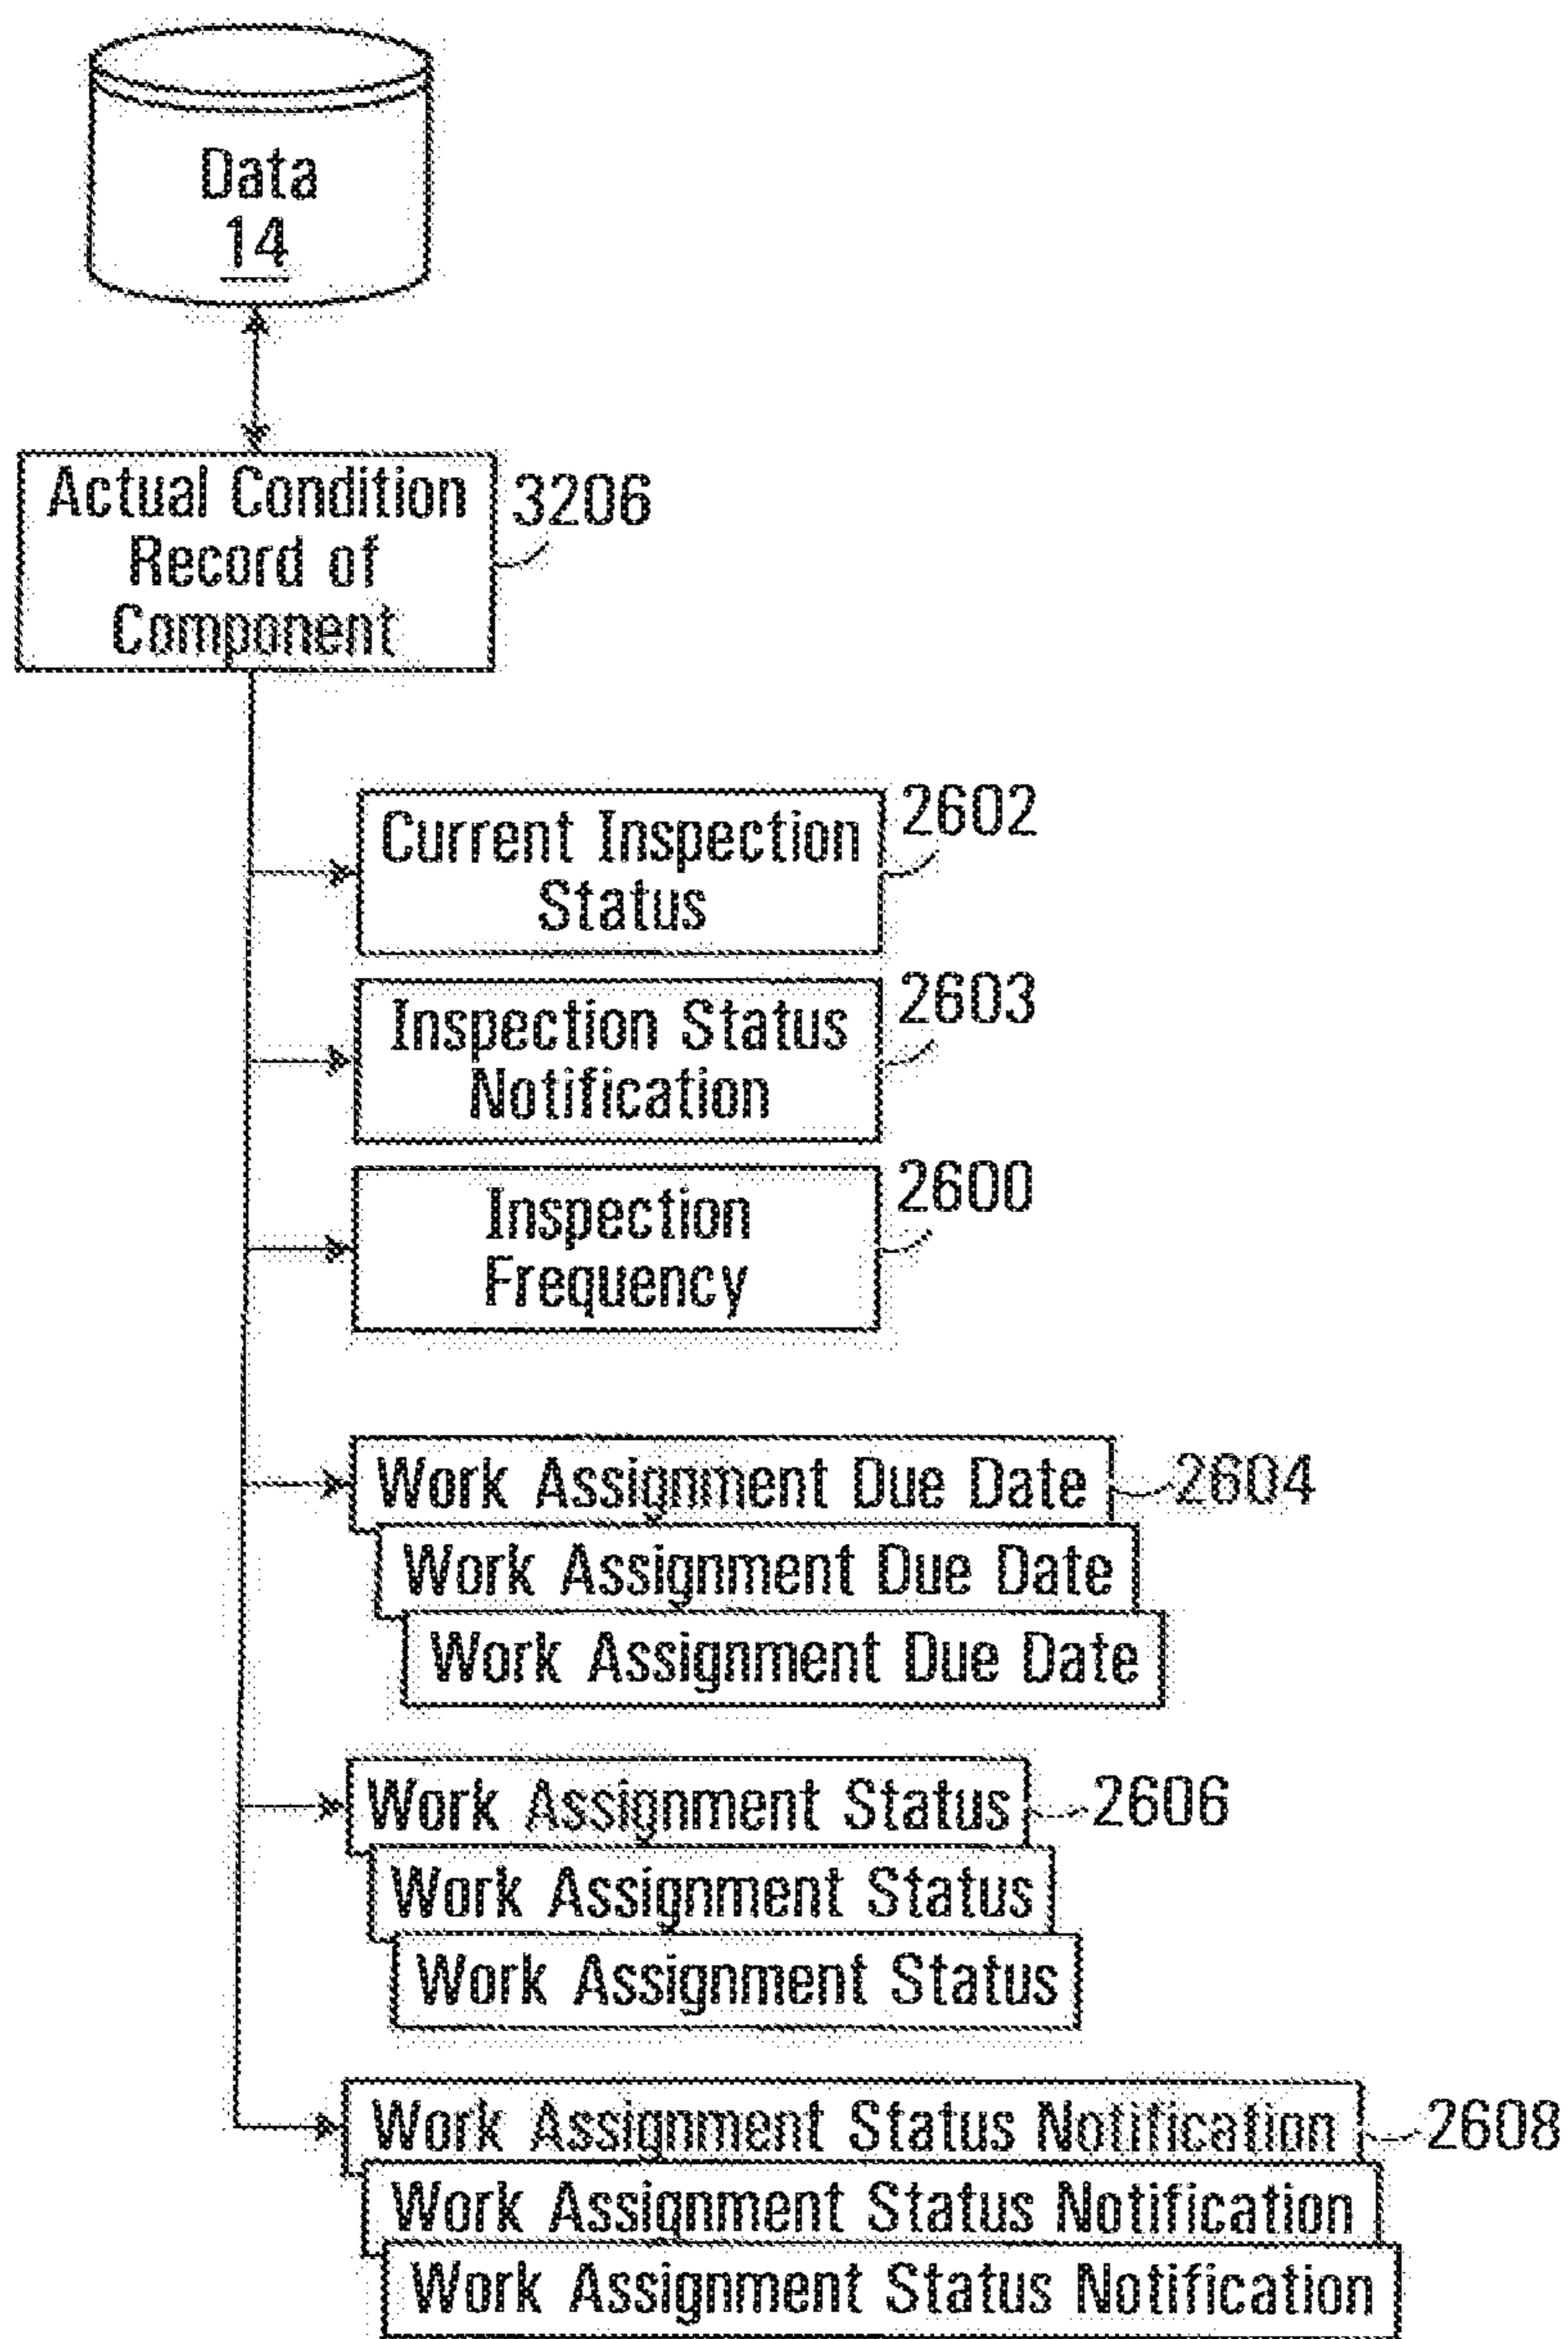 Data
14
Actual Condition
Record of
Component
3206
Current Inspection
Status
2602
Inspection Status
Notification
2603
Inspection
Frequency
2600
Work Assignment Due Date
2604
Work Assignment Due Date
Work Assignment Due Date
Work Assignment Status
2606
Work Assignment Status
Work Assignment Status
Work Assignment Status Notification
2608
Work Assignment Status Notification
Work Assignment Status Notification